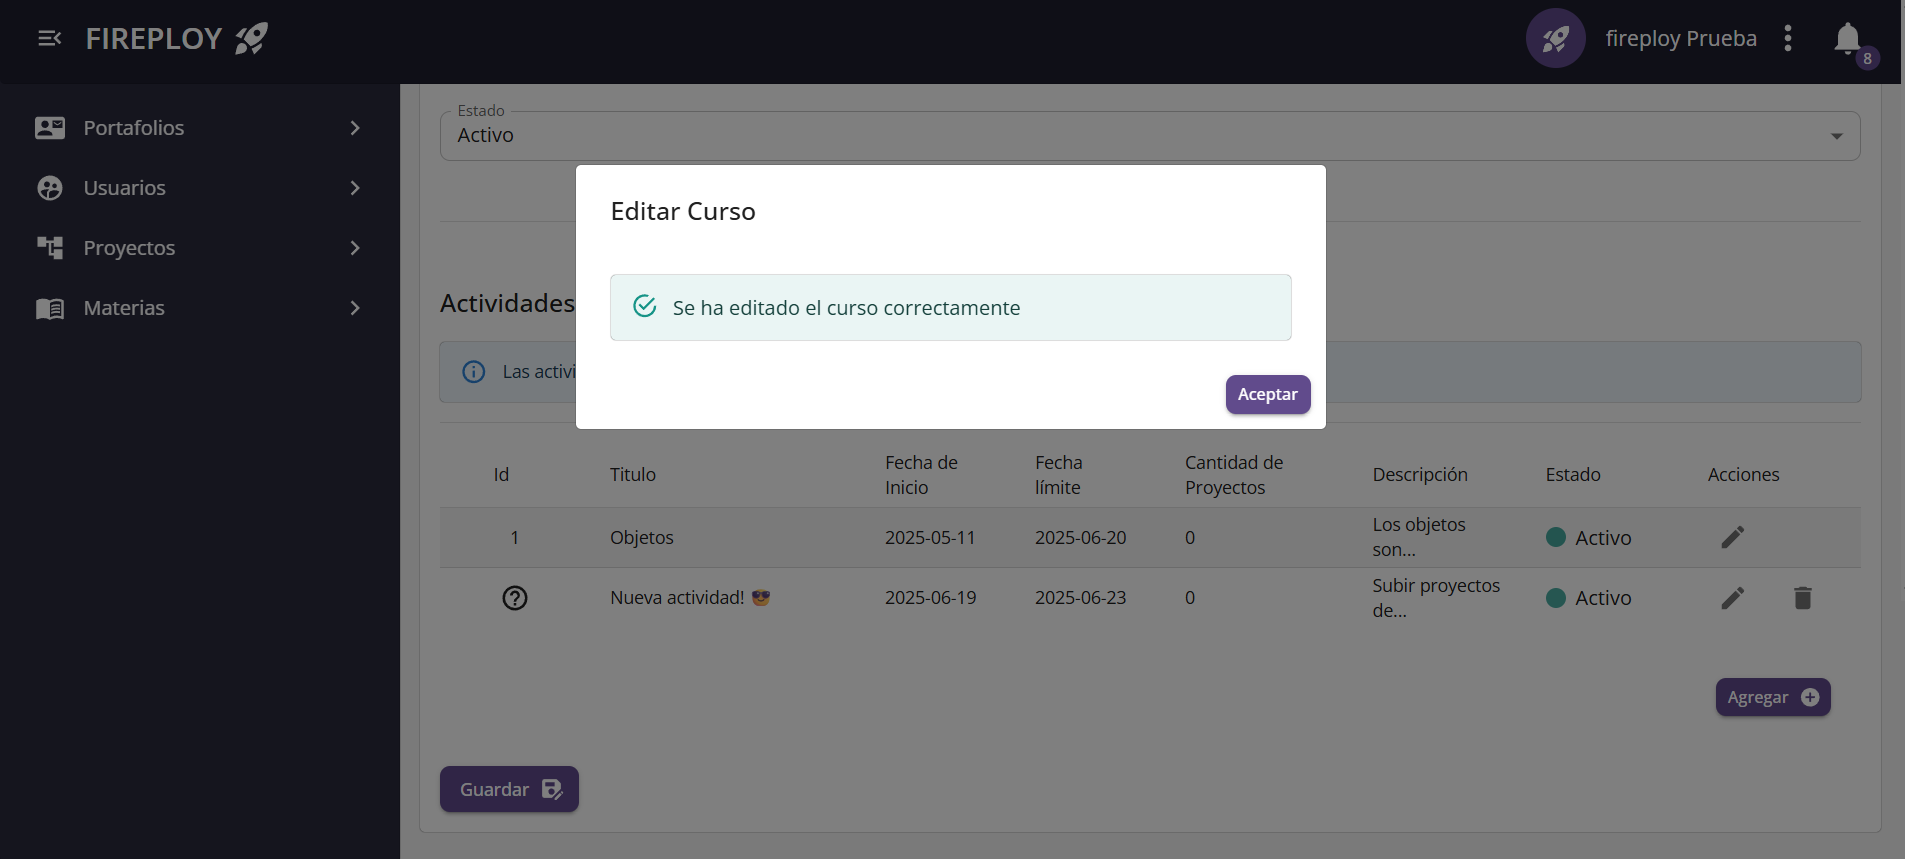 FIREPLOY
fireploy Prueba
8
Portafolios
Usuarios
Proyectos
Materias
Estado
Activo
Editar Curso
Se ha editado el curso correctamente
Aceptar
Actividades
Las activi
Id
Titulo
Fecha de
Inicio
Fecha
límite
Cantidad de
Proyectos
Descripción
Estado
Acciones
1
Objetos
2025-05-11
2025-06-20
0
Los objetos
son...
Activo
Nueva actividad! 😎
2025-06-19
2025-06-23
0
Subir proyectos
de...
Activo
Agregar
Guardar